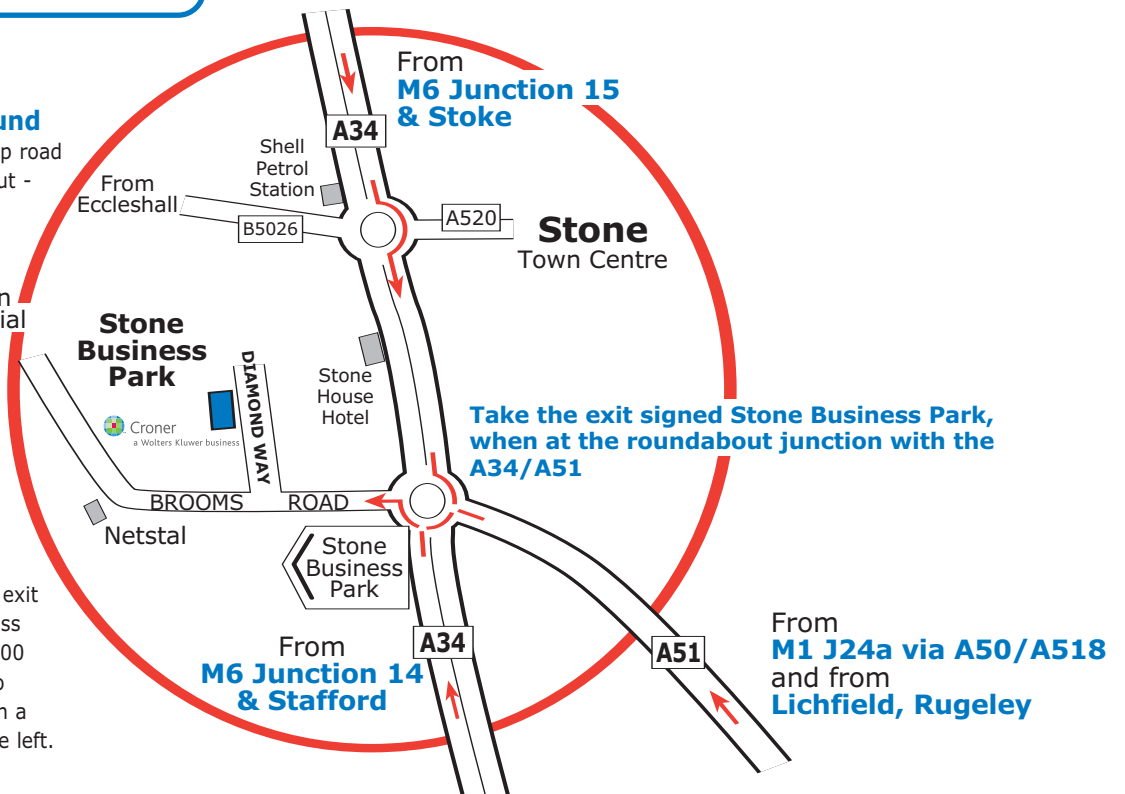 From
M6 Junction 15
& Stoke
A34
Shell
Petrol
Station
From
Eccleshall
B5026
A520
Stone
Town Centre
p road
Stone
Business
Park
DIAMOND WAY
Croner
a Wolters Kluwer business
Stone
House
Hotel
Take the exit signed Stone Business Park,
when at the roundabout junction with the
A34/A51
BROOMS ROAD
Netstal
Stone
Business
Park
exit
00
n a
e left.
From
M6 Junction 14
& Stafford
A34
A51
From
M1 J24a via A50/A518
and from
Lichfield, Rugeley